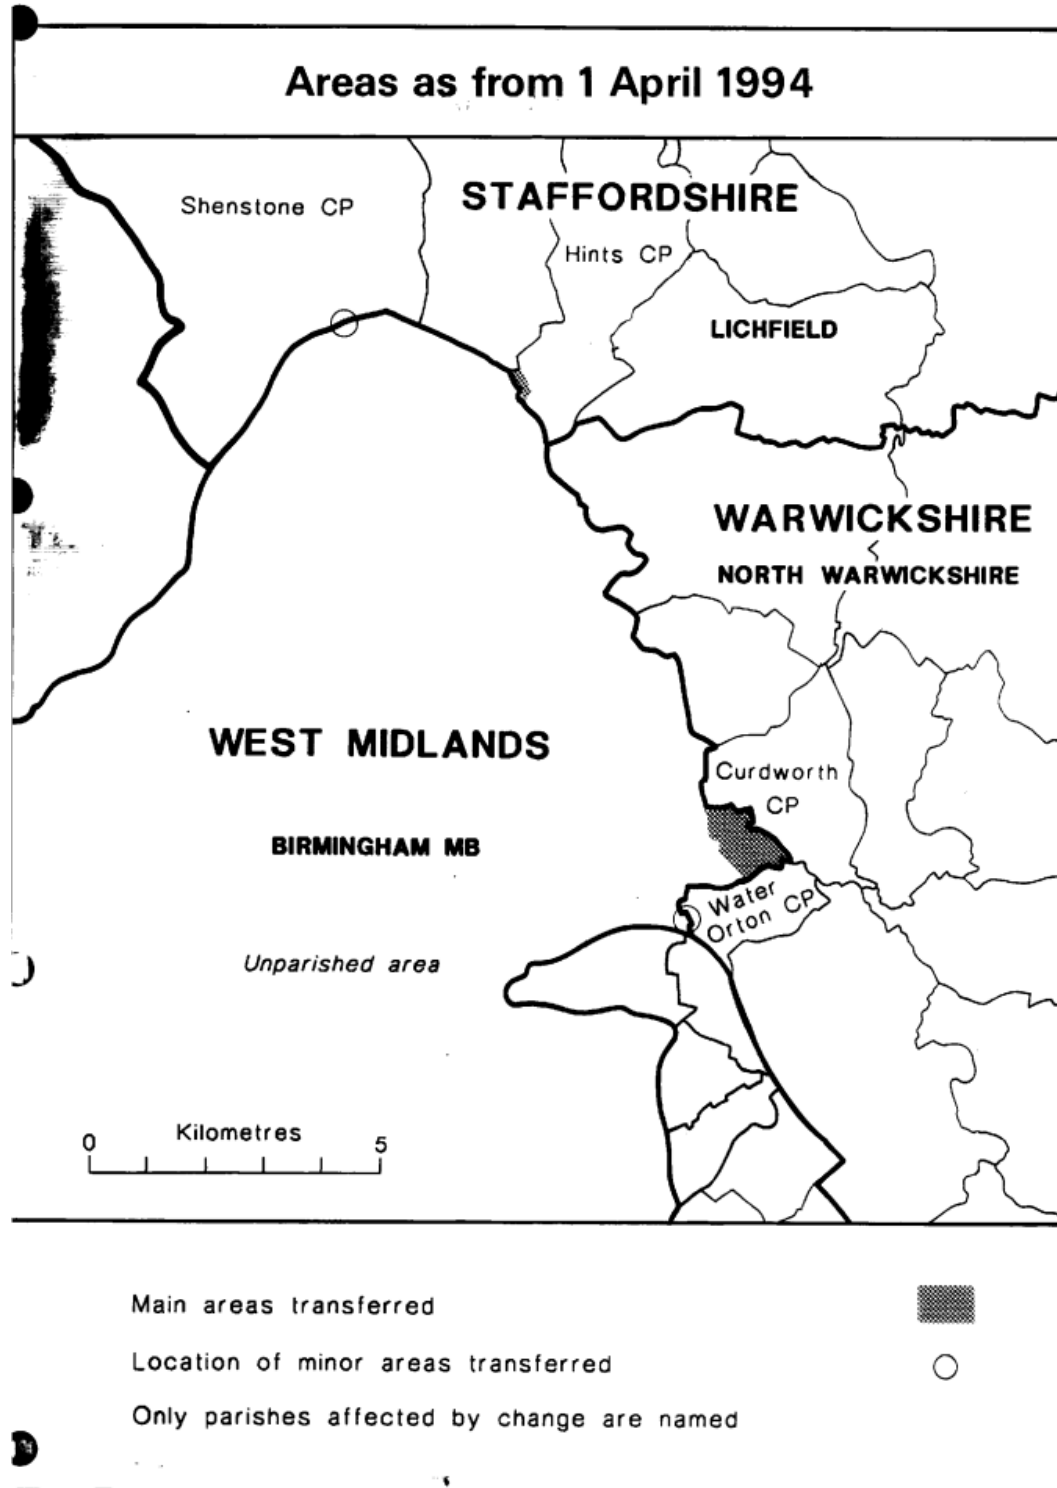 Areas as from 1 April 1994
Shenstone CP
STAFFORDSHIRE
Hints CP
LICHFIELD
WARWICKSHIRE
NORTH WARWICKSHIRE
WEST MIDLANDS
Curdworth
CP
BIRMINGHAM MB
Water
Orton CP
Unparished area
Kilometres
0 5
Main areas transferred
Location of minor areas transferred
Only parishes affected by change are named